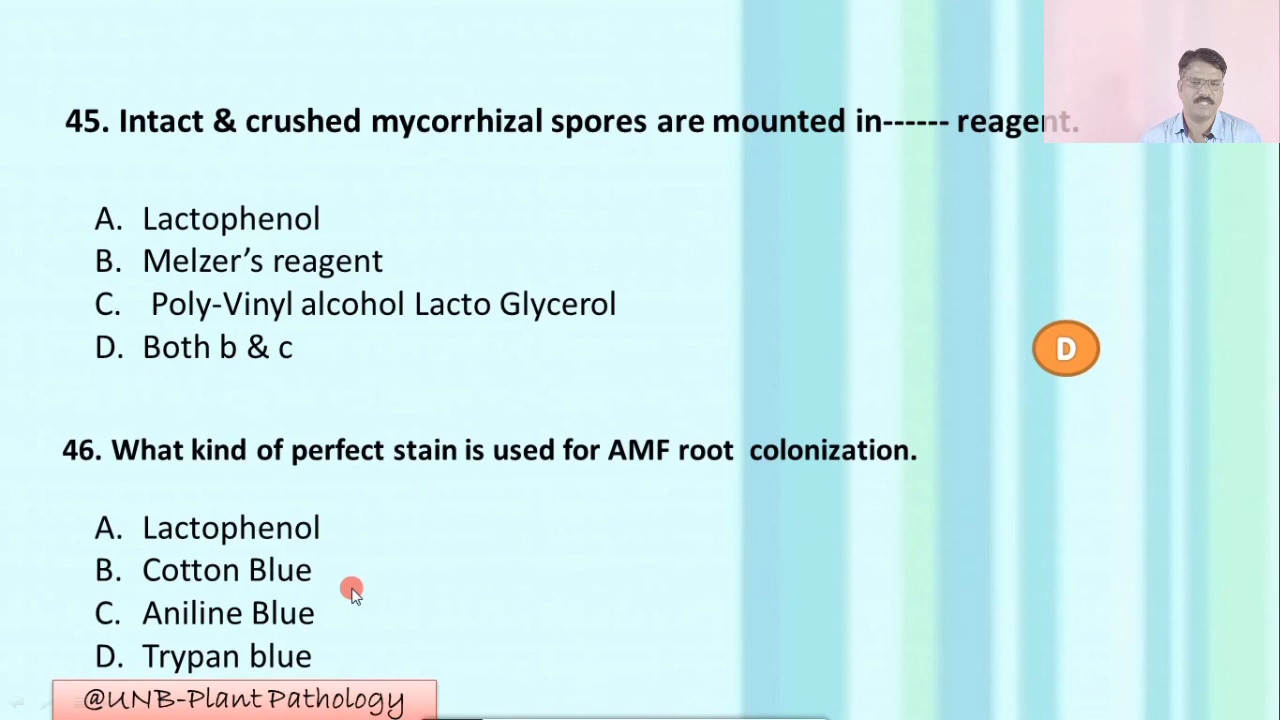 45. Intact & crushed mycorrhizal spores are mounted in------ reagent.
A. Lactophenol
B. Melzer’s reagent
C. Poly-Vinyl alcohol Lacto Glycerol
D. Both b & c
D
46. What kind of perfect stain is used for AMF root colonization.
A. Lactophenol
B. Cotton Blue
C. Aniline Blue
D. Trypan blue
@UNB-Plant Pathology